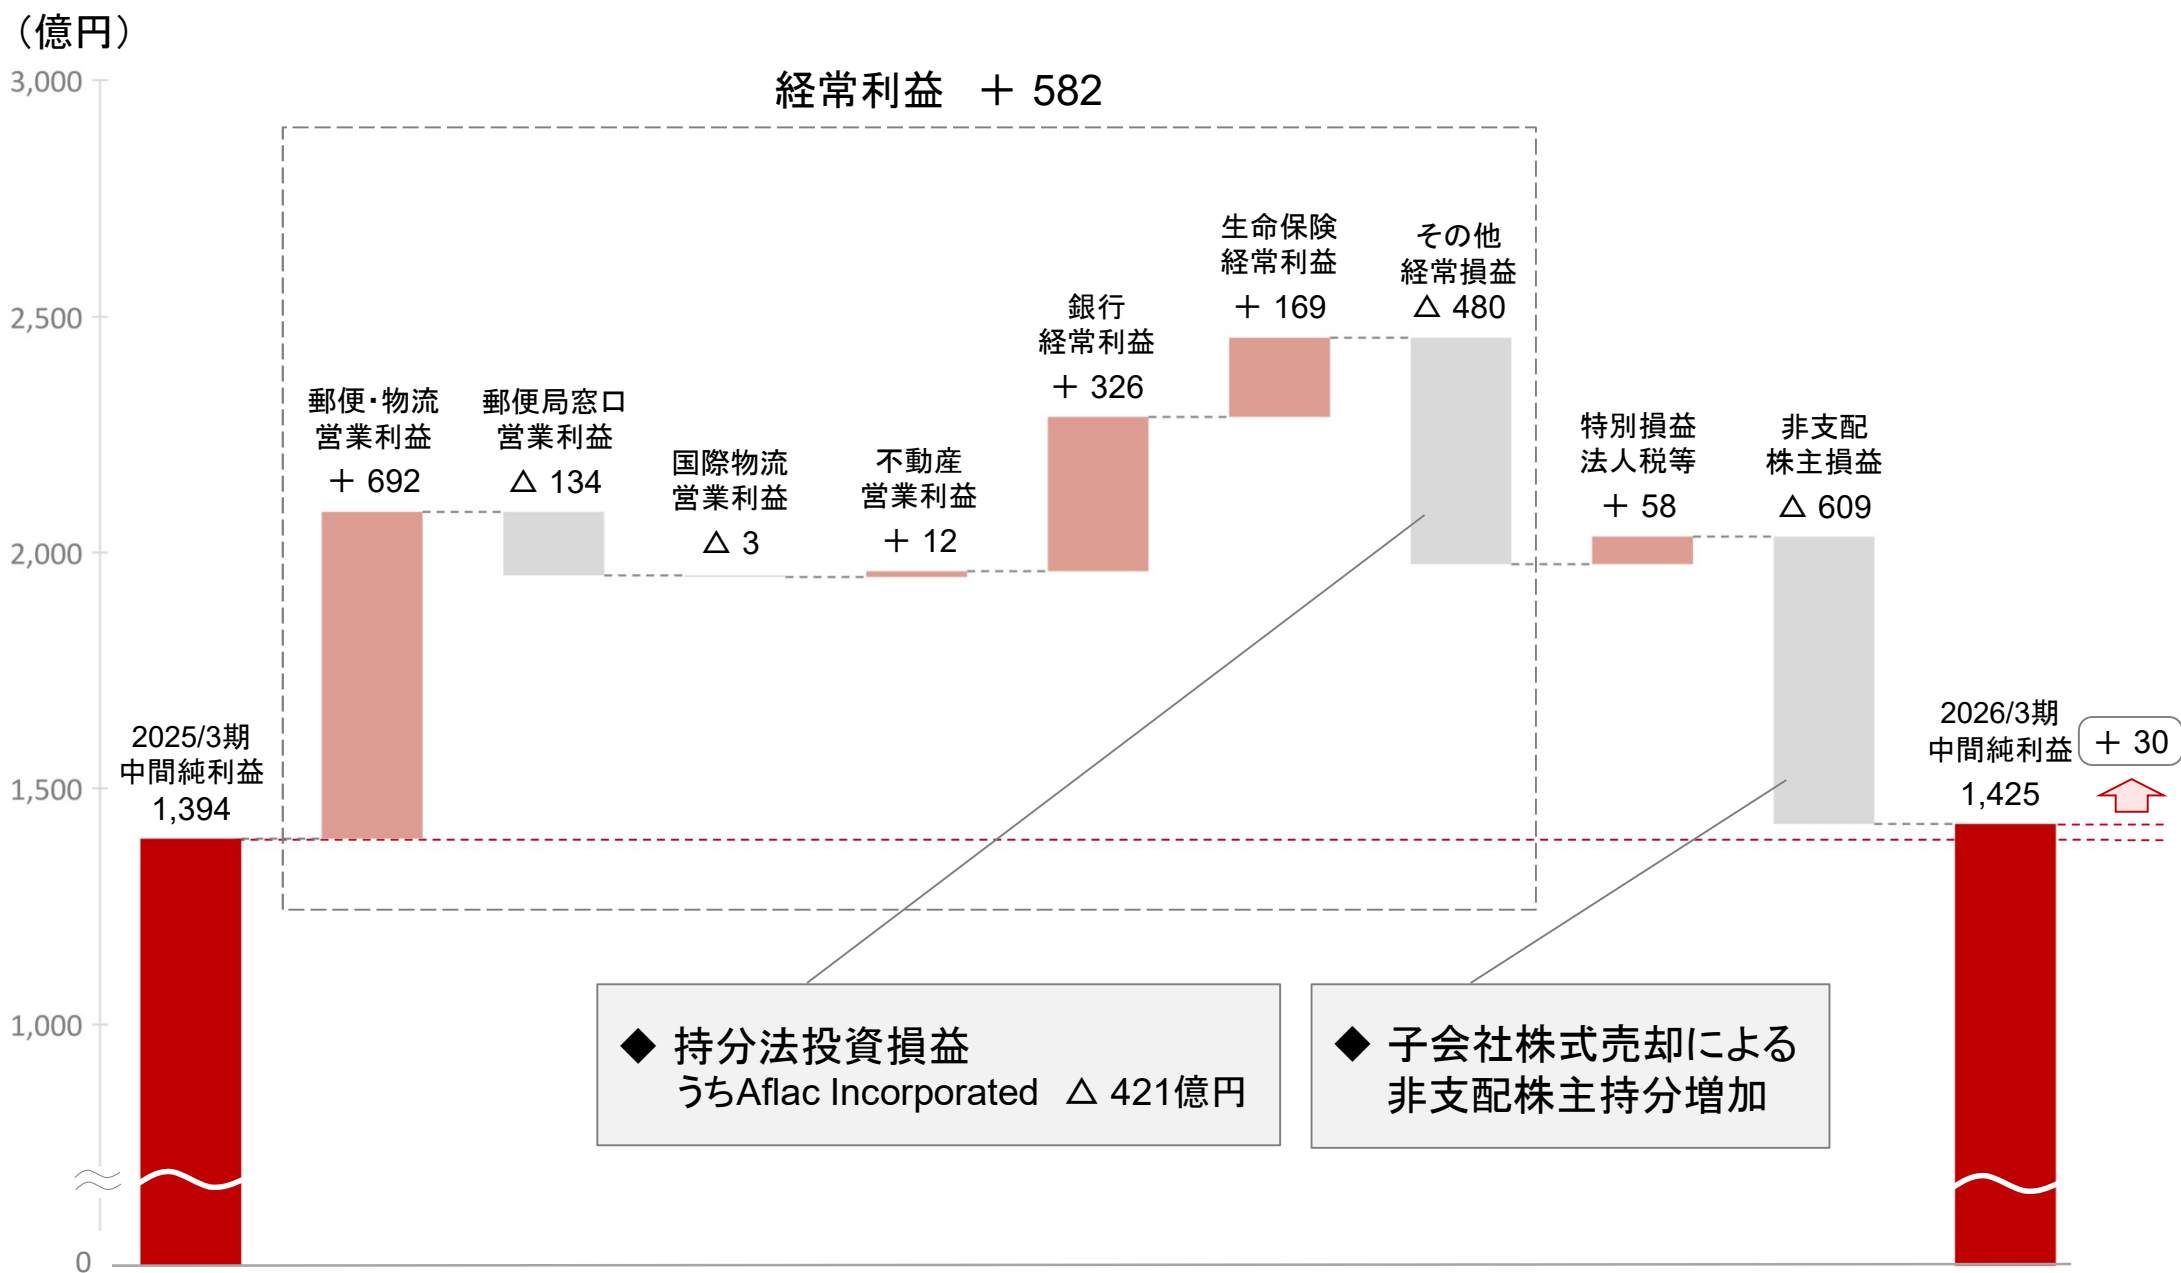 （億円）
3,000
2,500
2,000
1,500
1,000
0
経常利益 ＋ 582
2025/3期
中間純利益
1,394
郵便・物流
営業利益
＋ 692
郵便局窓口
営業利益
△ 134
国際物流
営業利益
△ 3
不動産
営業利益
＋ 12
銀行
経常利益
＋ 326
生命保険
経常利益
＋ 169
その他
経常損益
△ 480
特別損益
法人税等
＋ 58
非支配
株主損益
△ 609
2026/3期
中間純利益
1,425
＋ 30
◆ 持分法投資損益
うちAflac Incorporated △ 421億円
◆ 子会社株式売却による
非支配株主持分増加